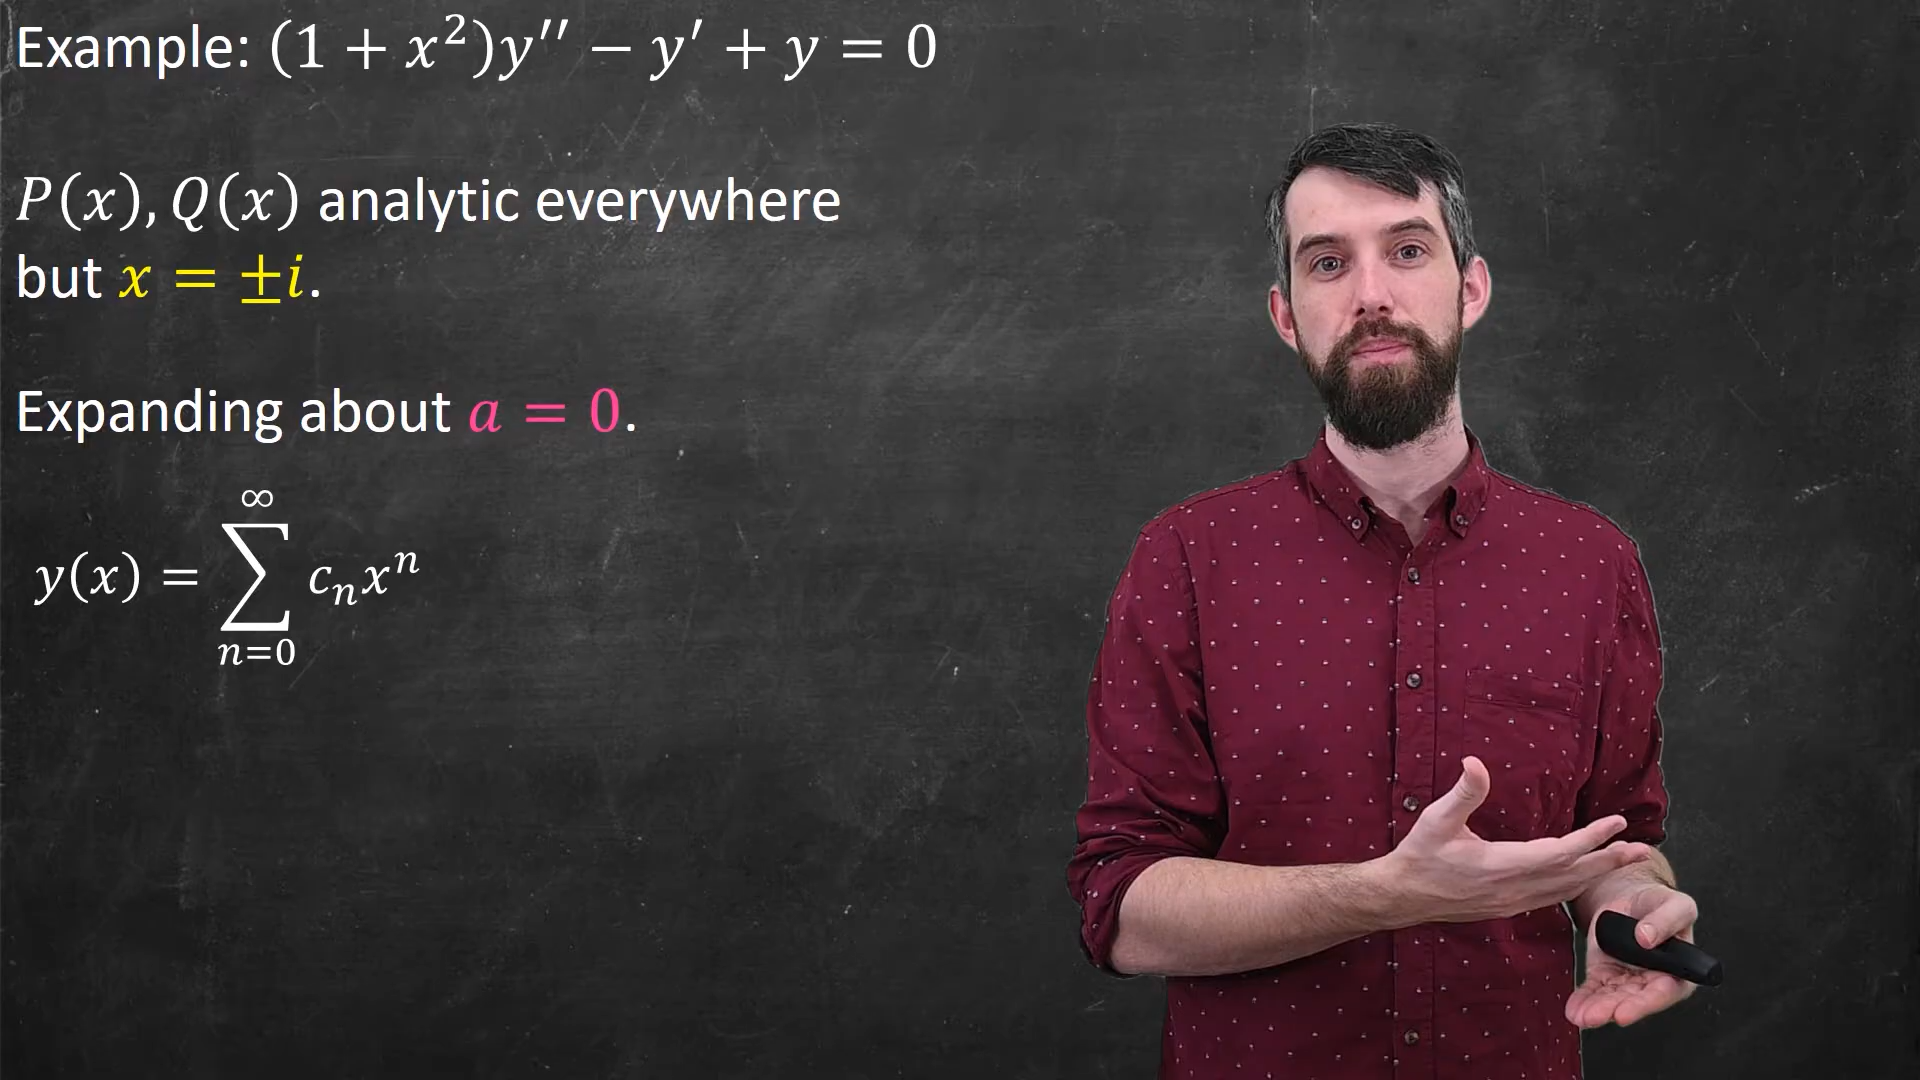 Example: (1 + x²)y′′ − y′ + y = 0
P(x), Q(x) analytic everywhere
but x = ±i.
Expanding about a = 0.
∞
y(x) = ∑ cₙxⁿ
n=0